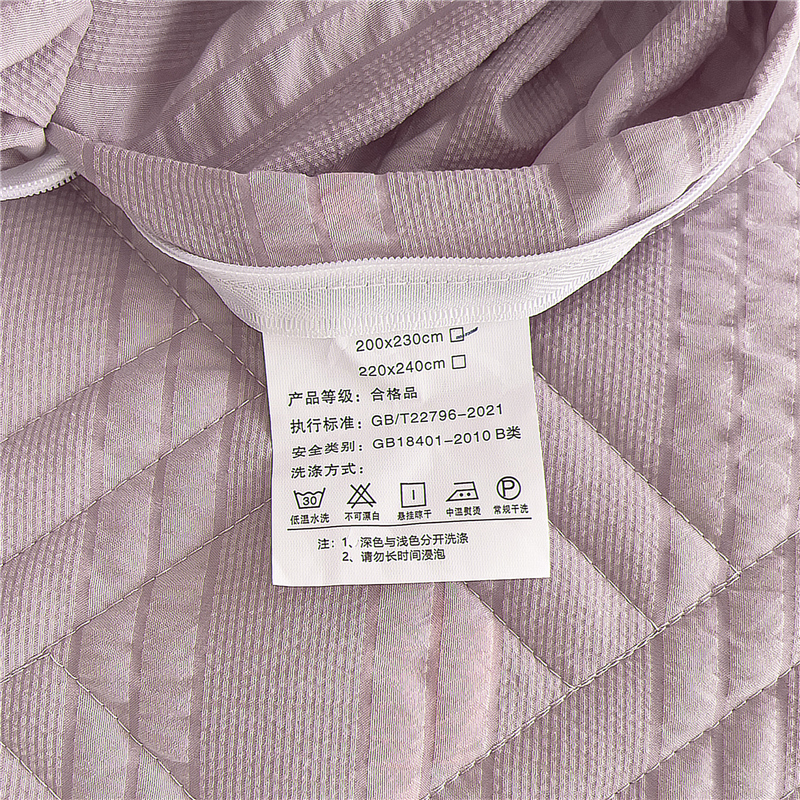 200x230cm
220x240cm
产品等级：合格品
执行标准：GB/T22796-2021
安全类别：GB18401-2010 B类
洗涤方式：
30 P
低温水洗 不可漂白 悬挂晾干 中温熨烫 常规干洗
注：1、深色与浅色分开洗涤
2、请勿长时间浸泡